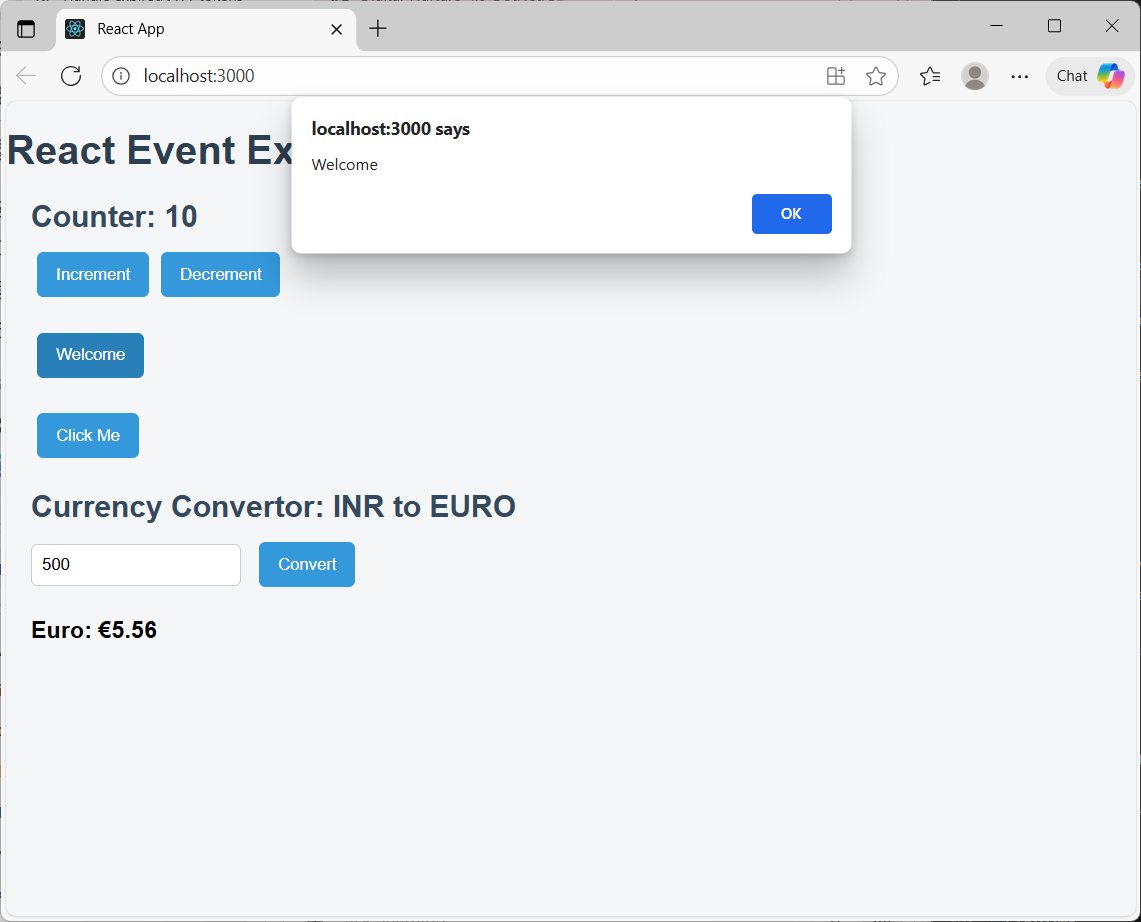 React App
localhost:3000
Chat
localhost:3000 says
Welcome
OK
React Event Ex
Counter: 10
Increment Decrement
Welcome
Click Me
Currency Convertor: INR to EURO
500 Convert
Euro: €5.56